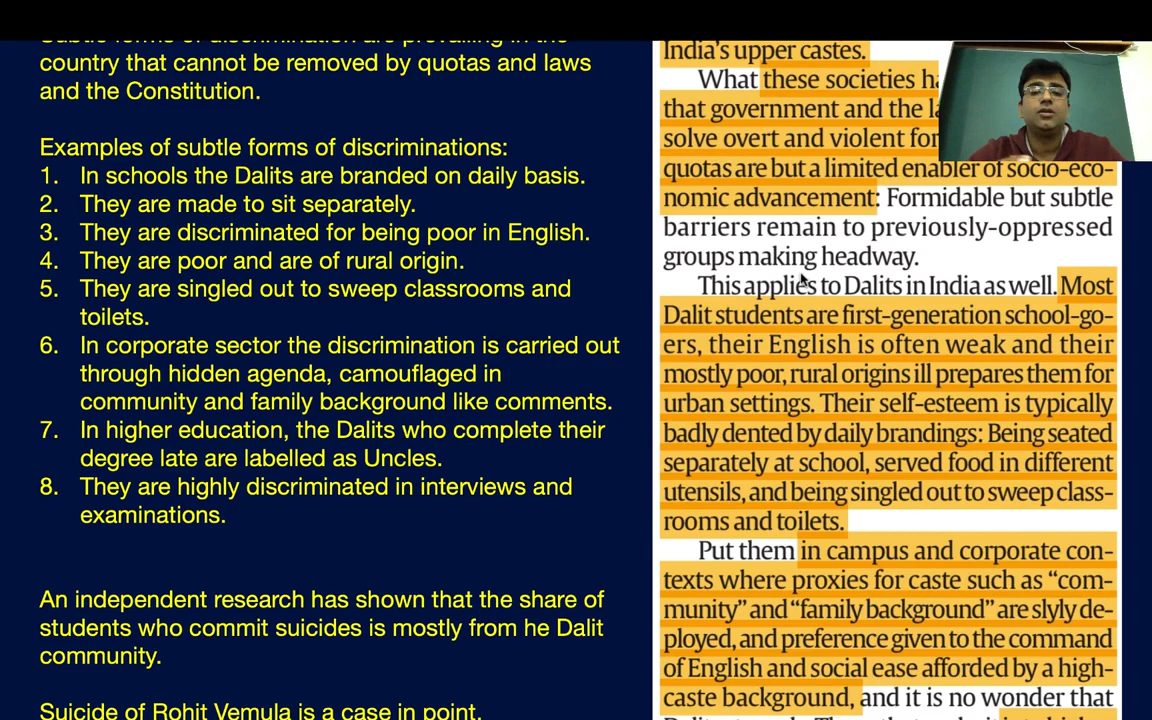 Subtle forms of discrimination are prevailing in the
country that cannot be removed by quotas and laws
and the Constitution.
Examples of subtle forms of discriminations:
1. In schools the Dalits are branded on daily basis.
2. They are made to sit separately.
3. They are discriminated for being poor in English.
4. They are poor and are of rural origin.
5. They are singled out to sweep classrooms and
toilets.
6. In corporate sector the discrimination is carried out
through hidden agenda, camouflaged in
community and family background like comments.
7. In higher education, the Dalits who complete their
degree late are labelled as Uncles.
8. They are highly discriminated in interviews and
examinations.
An independent research has shown that the share of
students who commit suicides is mostly from he Dalit
community.
Suicide of Rohit Vemula is a case in point.
India's upper castes.
What these societies
that government and the
solve overt and violent
quotas are but a limited enabler of socio-eco-
nomic advancement: Formidable but subtle
barriers remain to previously-oppressed
groups making headway.
This applies to Dalits in India as well. Most
Dalit students are first-generation school-go-
ers, their English is often weak and their
mostly poor, rural origins ill prepares them for
urban settings. Their self-esteem is typically
badly dented by daily brandings: Being seated
separately at school, served food in different
utensils, and being singled out to sweep class-
rooms and toilets.
Put them in campus and corporate con-
texts where proxies for caste such as “com-
munity” and “family background” are slyly de-
ployed, and preference given to the command
of English and social ease afforded by a high-
caste background, and it is no wonder that